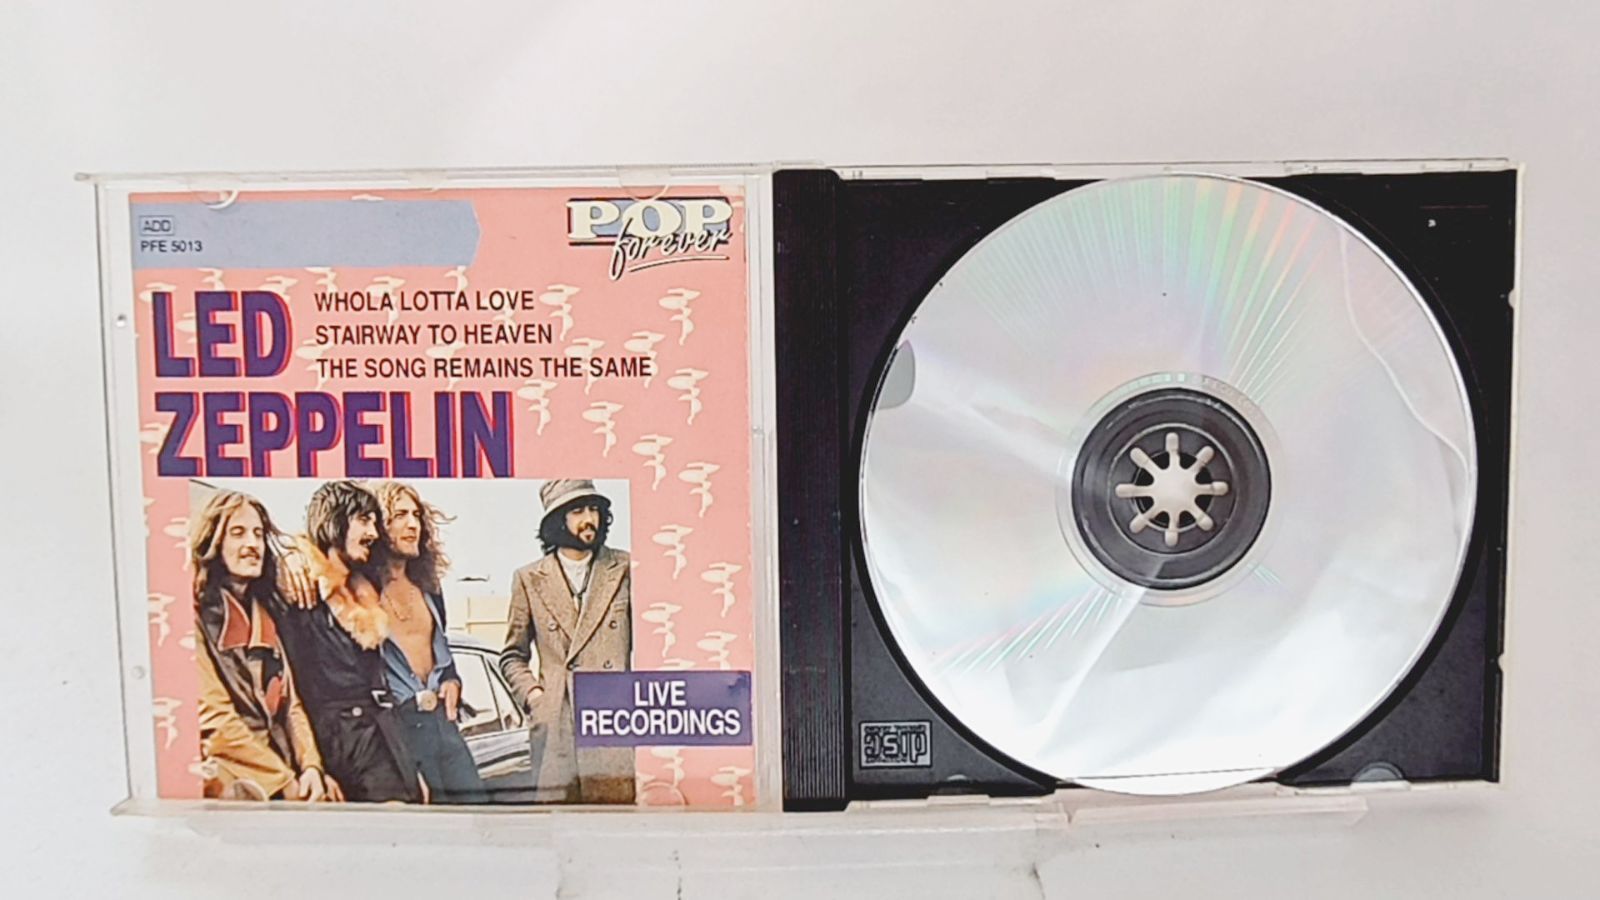 ADD
PFE 5013
POP
forever
LED
ZEPPELIN
WHOLA LOTTA LOVE
STAIRWAY TO HEAVEN
THE SONG REMAINS THE SAME
LIVE
RECORDINGS
disc